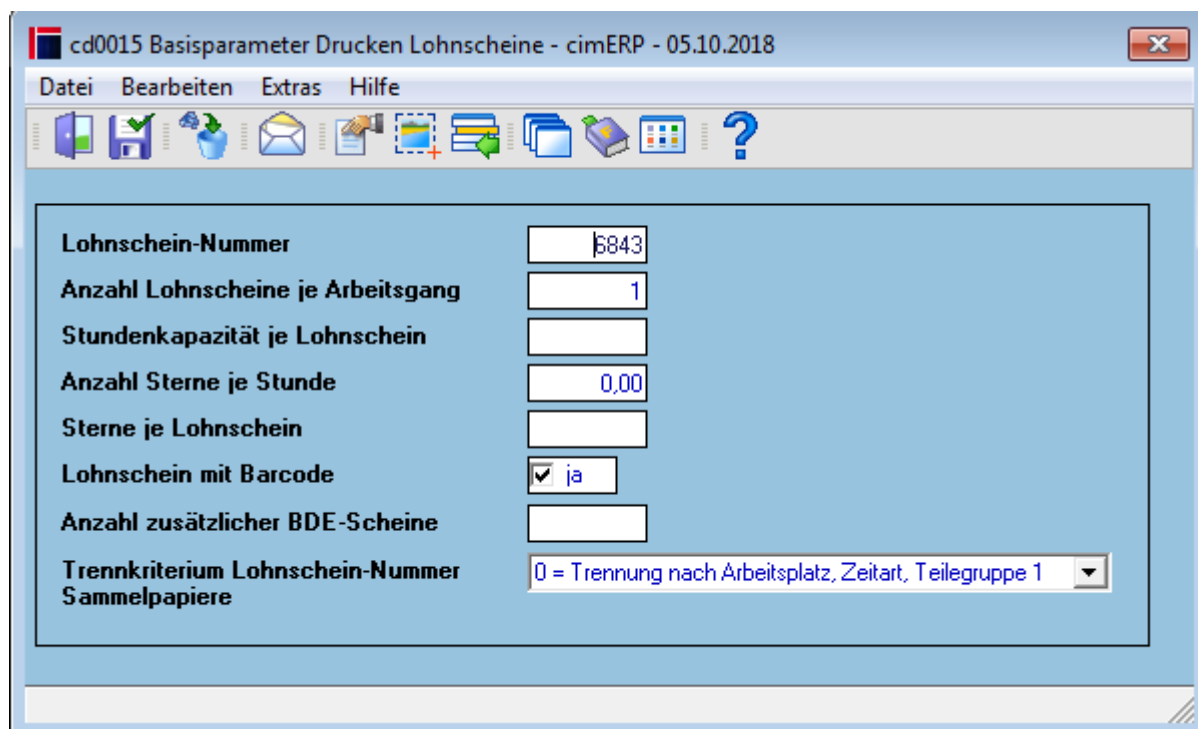 cd0015 Basisparameter Drucken Lohnscheine - cimERP - 05.10.2018
Datei Bearbeiten Extras Hilfe
Lohnschein-Nummer 6843
Anzahl Lohnscheine je Arbeitsgang 1
Stundenkapazität je Lohnschein
Anzahl Sterne je Stunde 0,00
Sterne je Lohnschein
Lohnschein mit Barcode ja
Anzahl zusätzlicher BDE-Scheine
Trennkriterium Lohnschein-Nummer 0 = Trennung nach Arbeitsplatz, Zeitart, Teilegruppe 1
Sammelpapiere